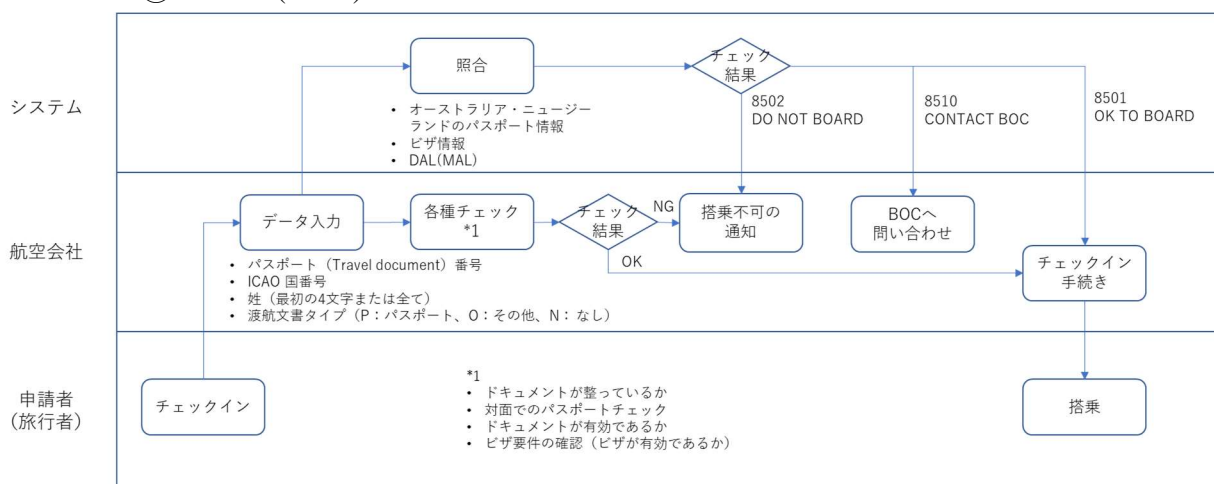 システム
照合
チェック
結果
• オーストラリア・ニュージー
ランドのパスポート情報
• ビザ情報
• DAL(MAL)
8502
DO NOT BOARD
8510
CONTACT BOC
8501
OK TO BOARD
航空会社
データ入力
各種チェック
*1
チェック
結果
NG
OK
搭乗不可の
通知
BOCへ
問い合わせ
チェックイン
手続き
• パスポート（Travel document）番号
• ICAO 国番号
• 姓（最初の4文字または全て）
• 渡航文書タイプ（P：パスポート、O：その他、N： なし）
申請者
(旅行者)
チェックイン
*1
• ドキュメントが整っているか
• 対面でのパスポートチェック
• ドキュメントが有効であるか
• ビザ要件の確認（ビザが有効であるか）
搭乗